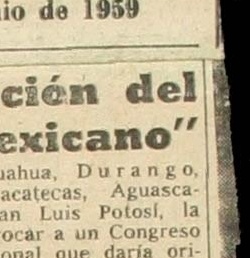 io de 1959
ción del
exicano"
uahua, Durango,
acatecas, Aguasca-
an Luis Potosí, la
ocar a un Congreso
onal que daría ori-